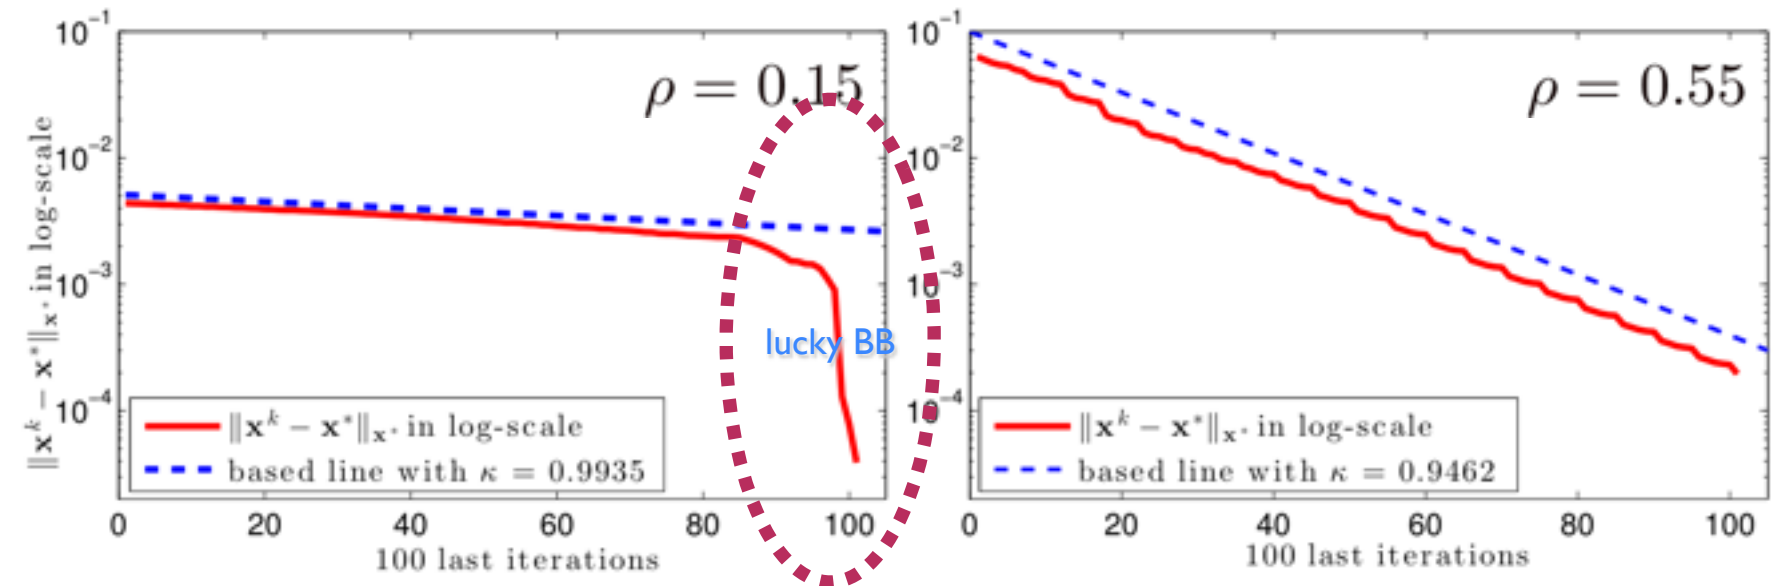 10⁻¹
10⁻²
10⁻³
10⁻⁴
‖x^k − x*‖_x* in log-scale
ρ = 0.15
lucky BB
‖x^k − x*‖_x* in log-scale
based line with κ = 0.9935
0 20 40 60 80 100
100 last iterations
10⁻¹
10⁻²
10⁻³
10⁻⁴
ρ = 0.55
‖x^k − x*‖_x* in log-scale
based line with κ = 0.9462
0 20 40 60 80 100
100 last iterations